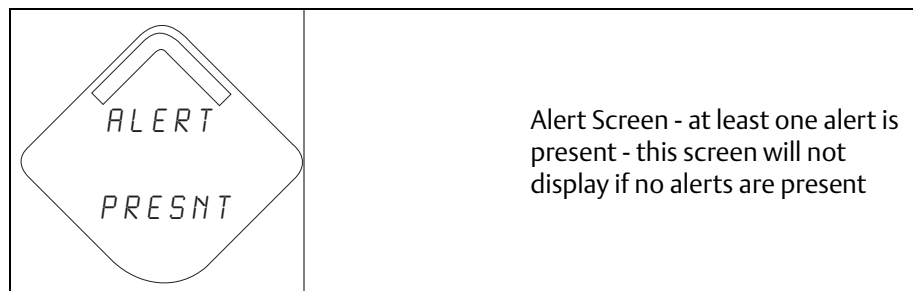 ALERT
PRESNT
Alert Screen - at least one alert is
present - this screen will not
display if no alerts are present